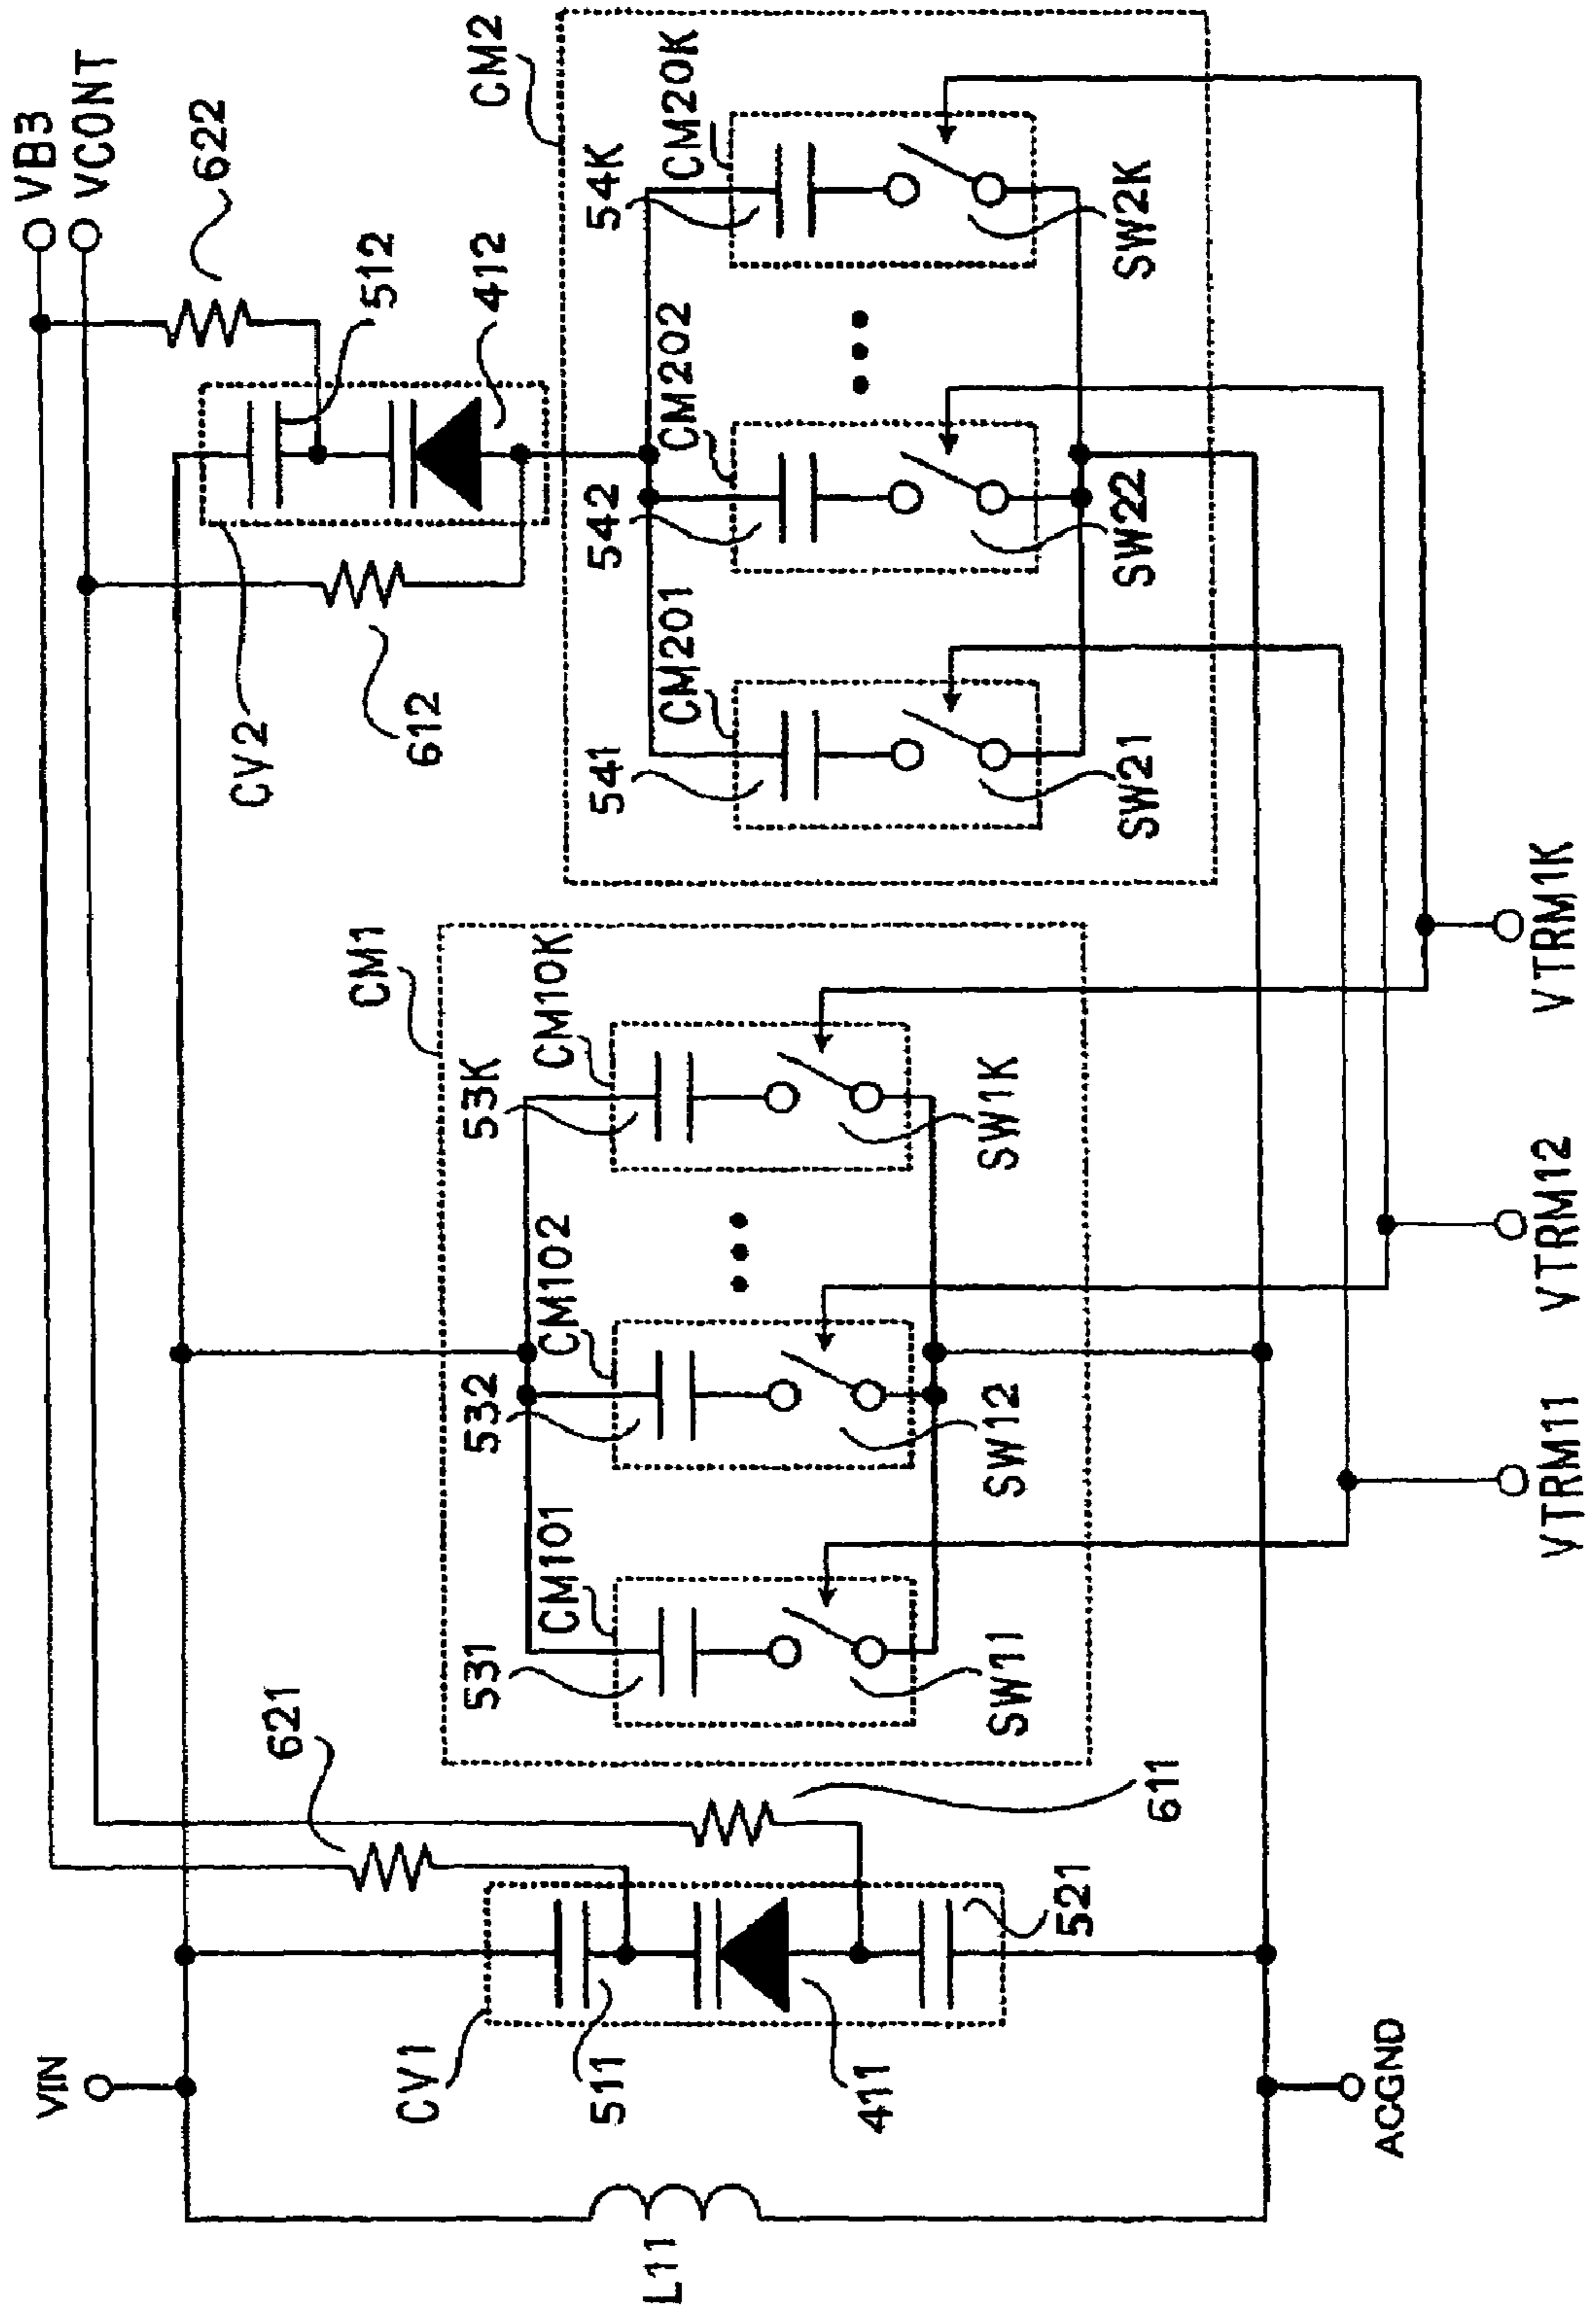 VB3
VCONT
622
512
412
CV2
612
CM2
CM20K
54K
SW2K
CM202
542
SW22
CM201
541
SW21
CM1
CM10K
53K
SW1K
CM102
532
SW12
CM101
531
SW11
621
611
VIN
CV1
511
411
521
L11
ACGND
VTRM11
VTRM12
VTRM1K